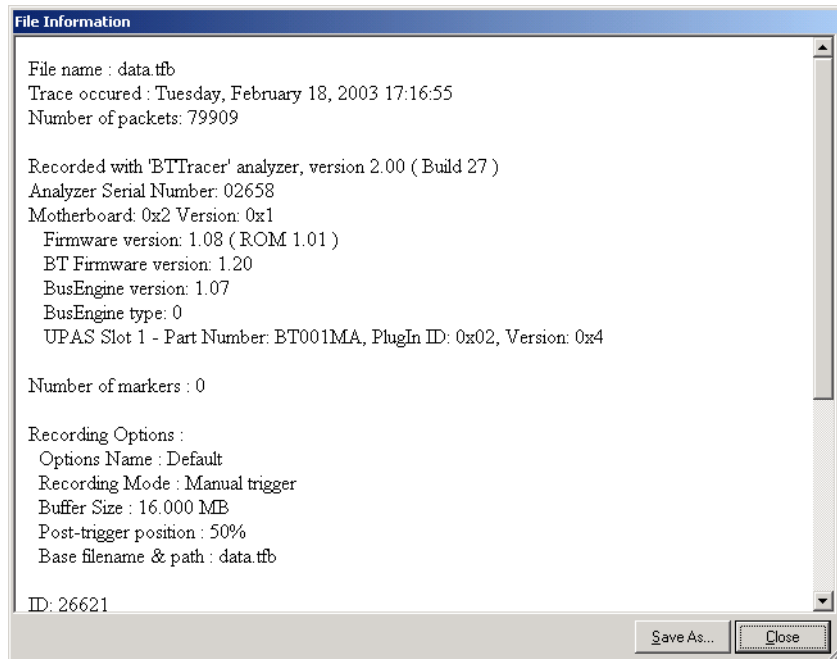 File Information
File name : data.tfb
Trace occured : Tuesday, February 18, 2003 17:16:55
Number of packets: 79909
Recorded with 'BTTracer' analyzer, version 2.00 ( Build 27 )
Analyzer Serial Number: 02658
Motherboard: 0x2 Version: 0x1
Firmware version: 1.08 ( ROM 1.01 )
BT Firmware version: 1.20
BusEngine version: 1.07
BusEngine type: 0
UPAS Slot 1 - Part Number: BT001MA, PlugIn ID: 0x02, Version: 0x4
Number of markers : 0
Recording Options :
Options Name : Default
Recording Mode : Manual trigger
Buffer Size : 16.000 MB
Post-trigger position : 50%
Base filename & path : data.tfb
ID: 26621
Save As... Close